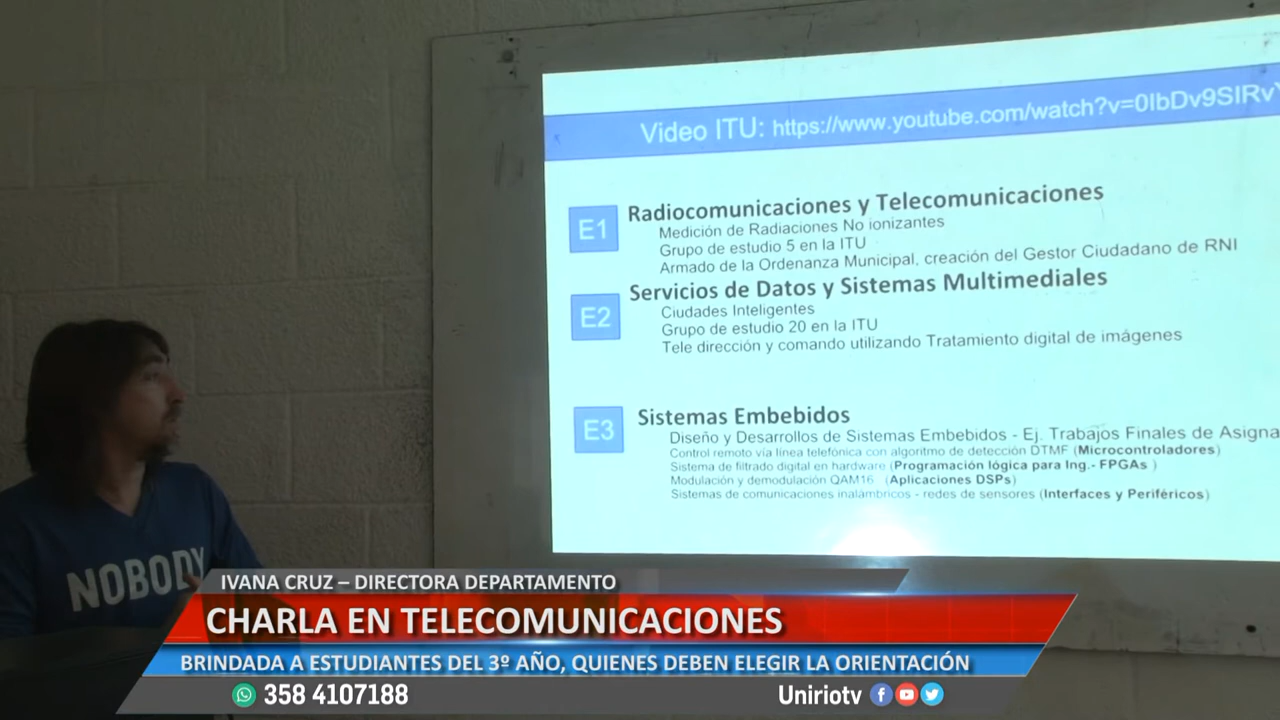 Video ITU: https://www.youtube.com/watch?v=0IbDv9SIRvY
E1
Radiocomunicaciones y Telecomunicaciones
Medición de Radiaciones No ionizantes
Grupo de estudio 5 en la ITU
Armado de la Ordenanza Municipal, creación del Gestor Ciudadano de RNI
E2
Servicios de Datos y Sistemas Multimediales
Ciudades Inteligentes
Grupo de estudio 20 en la ITU
Tele dirección y comando utilizando Tratamiento digital de imágenes
E3
Sistemas Embebidos
Diseño y Desarrollos de Sistemas Embebidos - Ej. Trabajos Finales de Asigna
Control remoto vía línea telefónica con algoritmo de detección DTMF (Microcontroladores)
Sistema de filtrado digital en hardware (Programación lógica para Ing.- FPGAs )
Modulación y demodulación QAM16 (Aplicaciones DSPs)
Sistemas de comunicaciones inalámbricos - redes de sensores (Interfaces y Periféricos)
NOBODY
IVANA CRUZ – DIRECTORA DEPARTAMENTO
CHARLA EN TELECOMUNICACIONES
BRINDADA A ESTUDIANTES DEL 3º AÑO, QUIENES DEBEN ELEGIR LA ORIENTACIÓN
358 4107188
Uniriotv